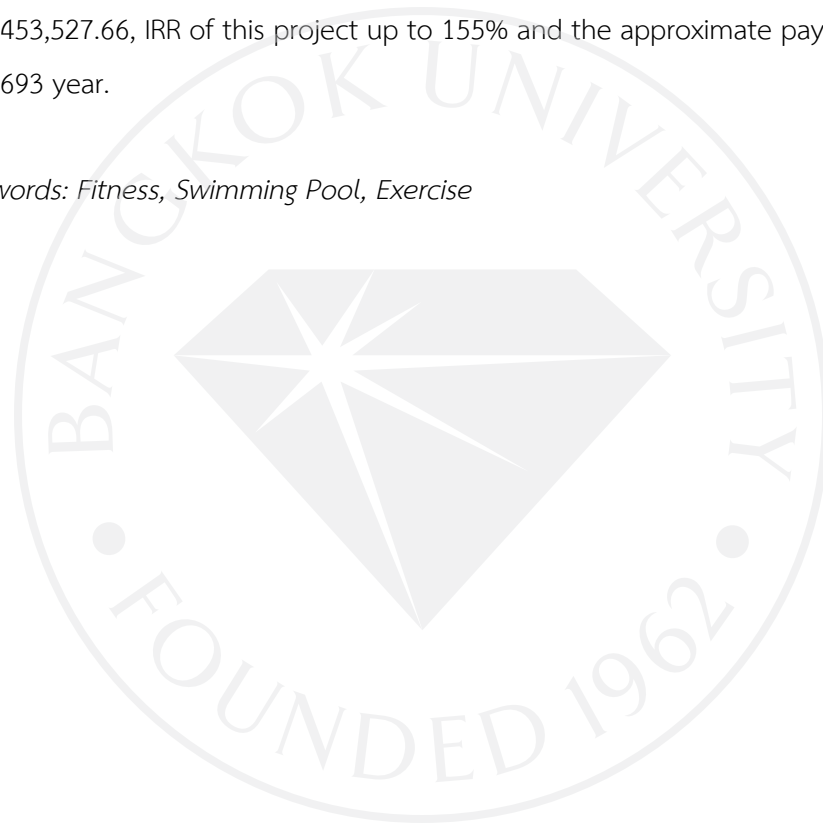 453,527.66, IRR of this project up to 155% and the approximate pay
693 year.
words: Fitness, Swimming Pool, Exercise
BANGKOK UNIVERSITY
FOUNDED 1962